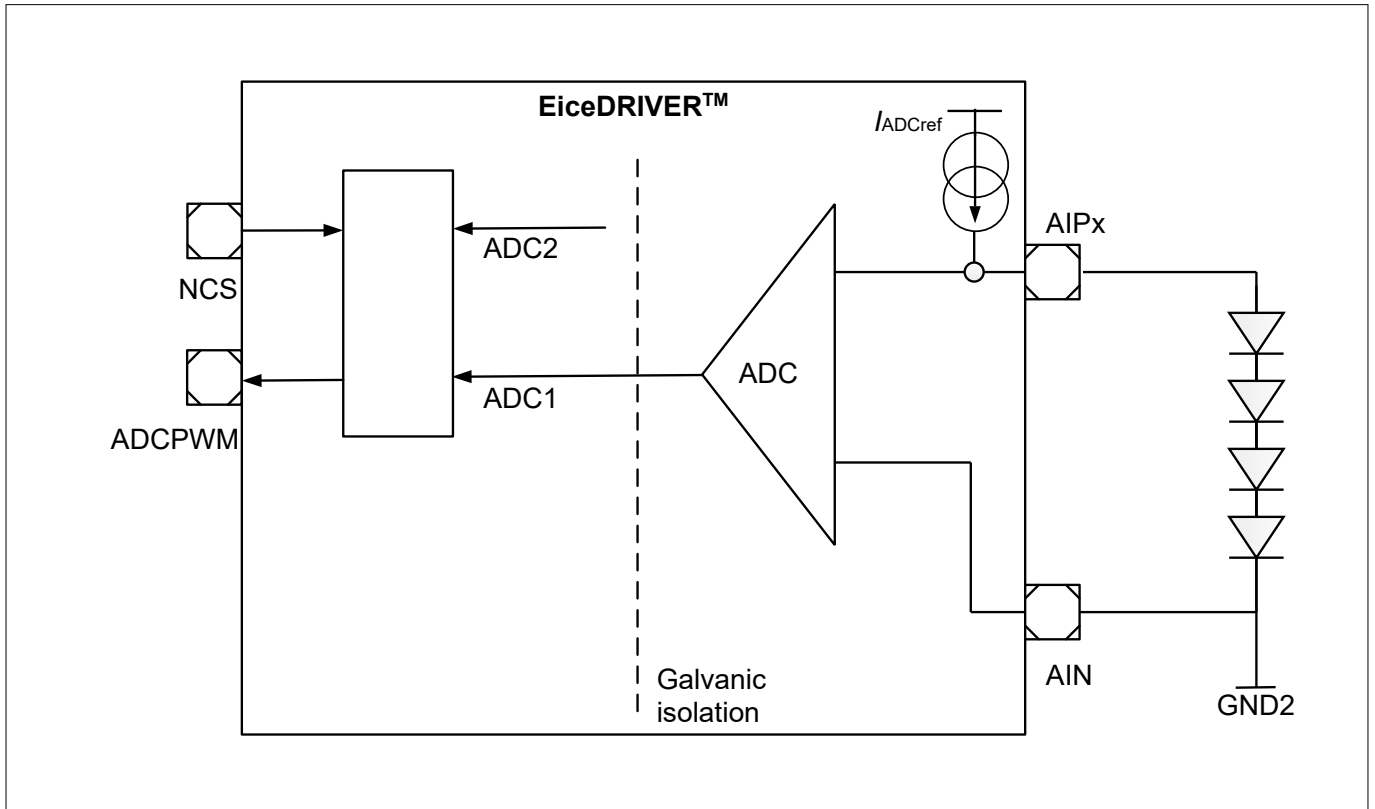 EiceDRIVER™
IADCref
AIPx
NCS
ADC2
ADCPWM
ADC1
ADC
AIN
GND2
Galvanic
isolation